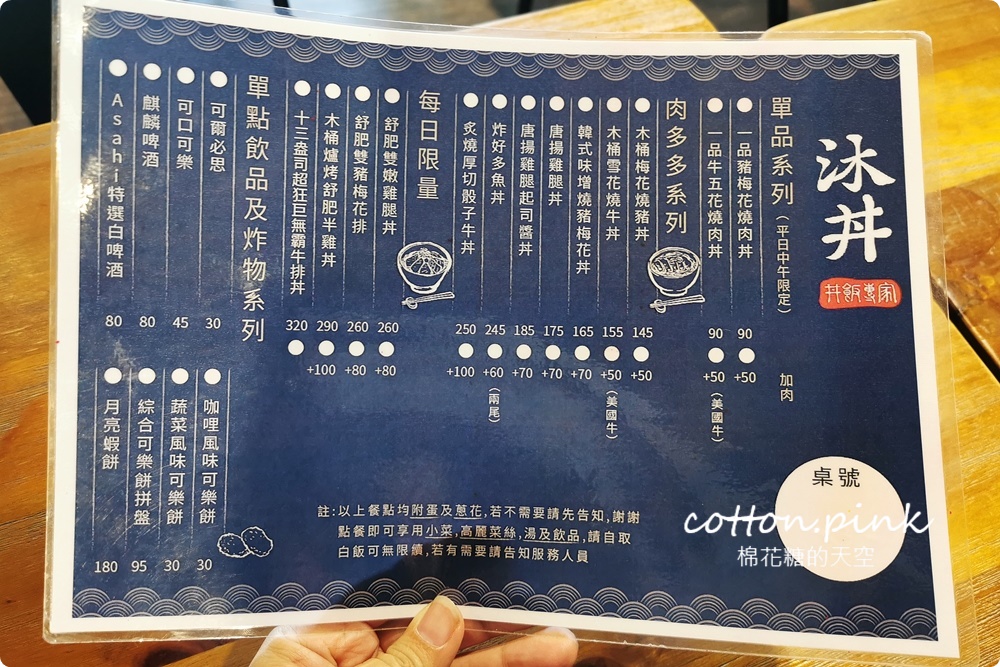 沐丼
丼飯專家
單品系列(平日中午限定)
加肉
一品豬梅花燒肉丼
90
+50
一品牛五花燒肉丼
90
+50
(美國牛)
肉多多系列
木桶梅花燒豬丼
145
+50
木桶雪花燒牛丼
155
+50
(美國牛)
韓式味增燒豬梅花丼
165
+70
唐揚雞腿丼
175
+70
唐揚雞腿起司醬丼
185
+70
炸好多魚丼
245
+60
(兩尾)
炙燒厚切骰子牛丼
250
+100
每日限量
舒肥雙嫩雞腿丼
260
+80
舒肥雙豬梅花排
260
+80
木桶爐烤舒肥半雞丼
290
+100
十三盎司超狂巨無霸牛排丼
320
單點飲品及炸物系列
可爾必思
30
可口可樂
45
麒麟啤酒
80
Asahi特選白啤酒
80
咖哩風味可樂餅
30
蔬菜風味可樂餅
30
綜合可樂餅拼盤
95
月亮蝦餅
180
註:以上餐點均附蛋及蔥花,若不需要請先告知,謝謝
點餐即可享用小菜,高麗菜絲,湯及飲品,請自取
白飯可無限續,若有需要請告知服務人員
桌號
cotton.pink
棉花糖的天空